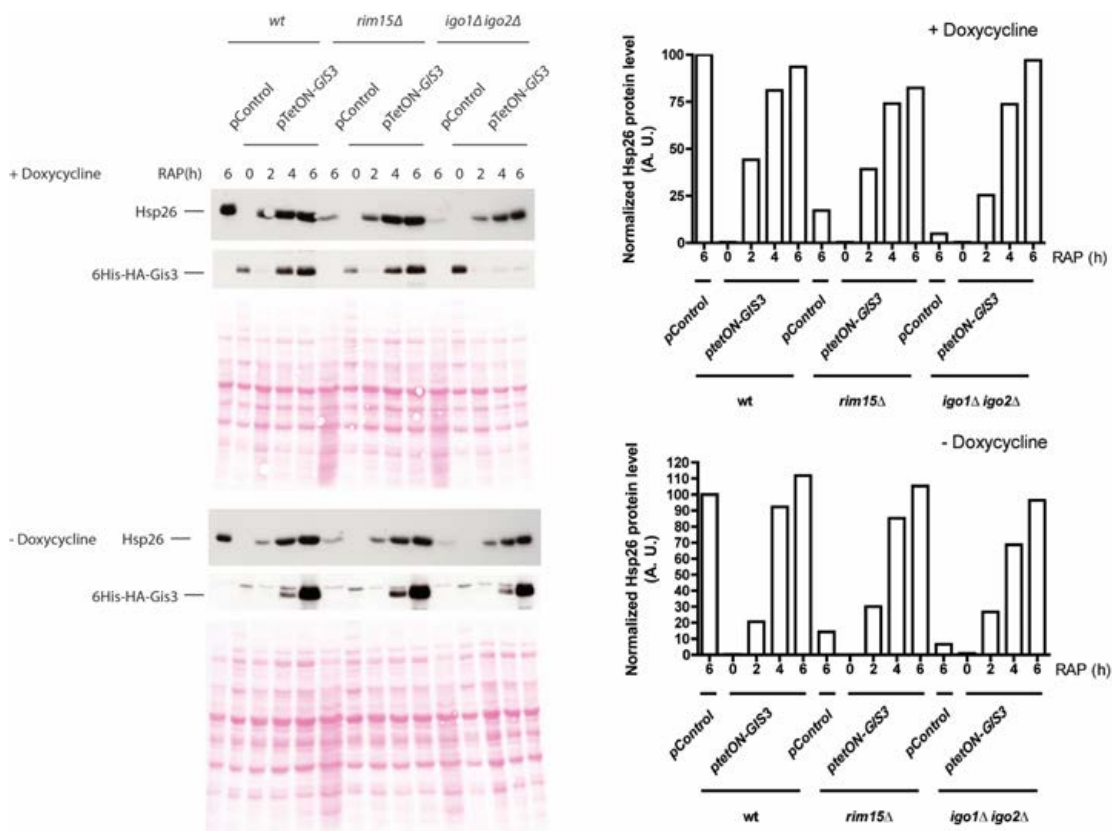 wt rim15Δ igo1Δ igo2Δ
pControl pTetON-GIS3 pControl pTetON-GIS3 pControl pTetON-GIS3
+ Doxycycline RAP(h) 6 0 2 4 6 6 0 2 4 6 6 0 2 4 6
Hsp26
6His-HA-Gis3
- Doxycycline Hsp26
6His-HA-Gis3
+ Doxycycline
Normalized Hsp26 protein level
(A. U.)
100
75
50
25
0
6 0 2 4 6 6 0 2 4 6 6 0 2 4 6 RAP (h)
pControl ptetON-GIS3 pControl ptetON-GIS3 pControl ptetON-GIS3
wt rim15Δ igo1Δ igo2Δ
- Doxycycline
Normalized Hsp26 protein level
(A. U.)
120
110
100
90
80
70
60
50
40
30
20
10
0
6 0 2 4 6 6 0 2 4 6 6 0 2 4 6 RAP (h)
pControl ptetON-GIS3 pControl ptetON-GIS3 pControl ptetON-GIS3
wt rim15Δ igo1Δ igo2Δ